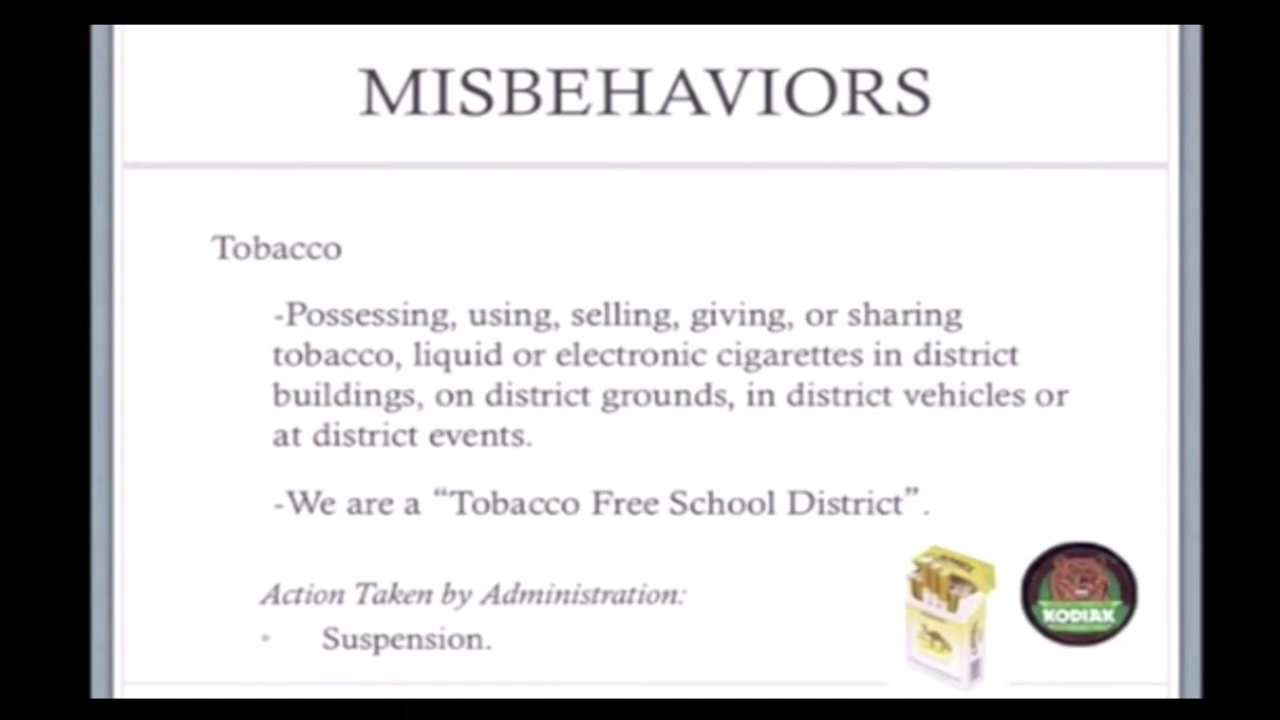 MISBEHAVIORS
Tobacco
-Possessing, using, selling, giving, or sharing
tobacco, liquid or electronic cigarettes in district
buildings, on district grounds, in district vehicles or
at district events.
-We are a “Tobacco Free School District”.
Action Taken by Administration:
• Suspension.
KODIAK